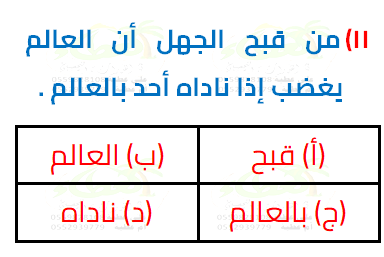 ١١) من قبح الجهل أن العالم
يغضب إذا ناداه أحد بالعالم .
(أ) قبح (ب) العالم
(ج) بالعالم (د) ناداه